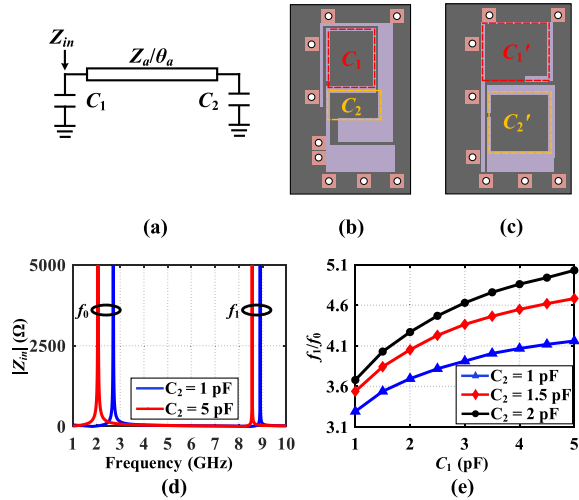 Z_in
Z_a/θ_a
C_1
C_2
(a)
C_1
C_2
(b)
C_1′
C_2′
(c)
|Z_in| (Ω)
5000
2500
0
f_0
f_1
C_2 = 1 pF
C_2 = 5 pF
1 2 3 4 5 6 7 8 9 10
Frequency (GHz)
(d)
f_1/f_0
5.1
4.6
4.1
3.6
3.1
C_2 = 1 pF
C_2 = 1.5 pF
C_2 = 2 pF
1 2 3 4 5
C_1 (pF)
(e)